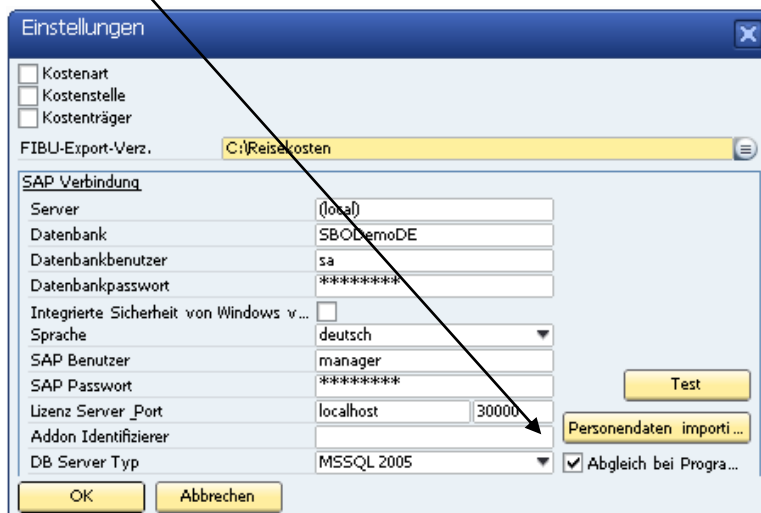 Einstellungen
Kostenart
Kostenstelle
Kostenträger
FIBU-Export-Verz. C:\Reisekosten
SAP Verbindung
Server (local)
Datenbank SBODemoDE
Datenbankbenutzer sa
Datenbankpasswort ********
Integrierte Sicherheit von Windows v...
Sprache deutsch
SAP Benutzer manager
SAP Passwort ******** Test
Lizenz Server_Port localhost 30000
Addon Identifizierer Personendaten importi...
DB Server Typ MSSQL 2005 Abgleich bei Progra...
OK Abbrechen